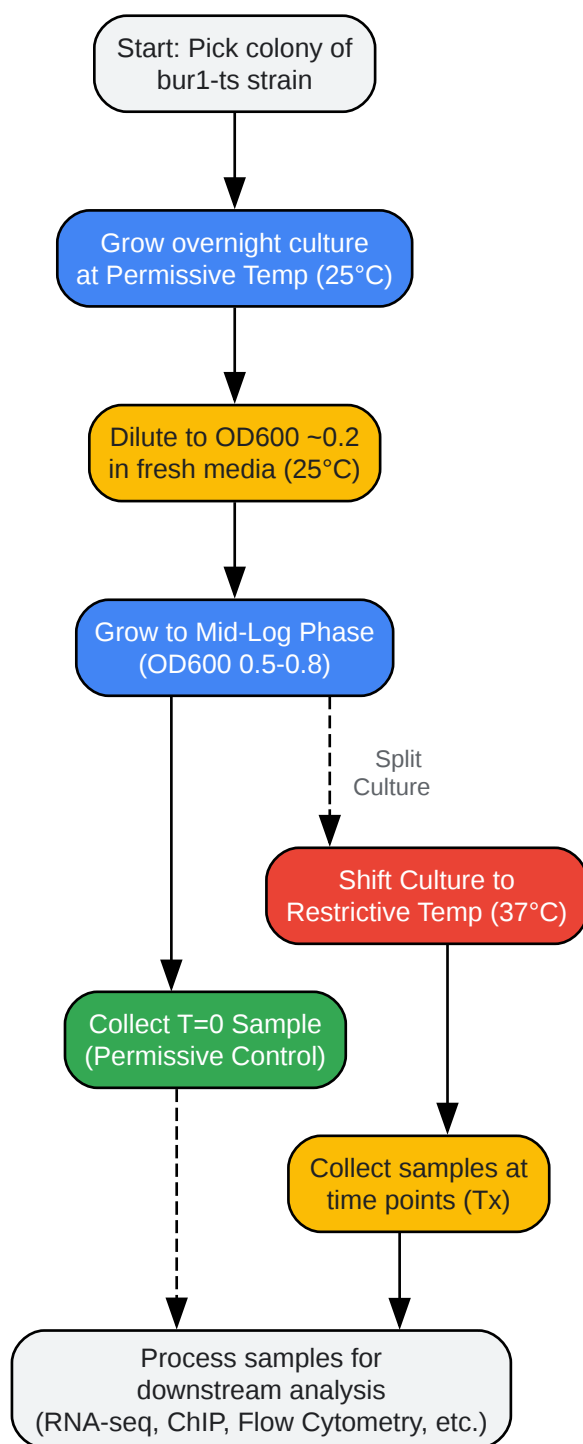 Start: Pick colony of
bur1-ts strain
Grow overnight culture
at Permissive Temp (25°C)
Dilute to OD600 ~0.2
in fresh media (25°C)
Grow to Mid-Log Phase
(OD600 0.5-0.8)
Split
Culture
Shift Culture to
Restrictive Temp (37°C)
Collect T=0 Sample
(Permissive Control)
Collect samples at
time points (Tx)
Process samples for
downstream analysis
(RNA-seq, ChIP, Flow Cytometry, etc.)